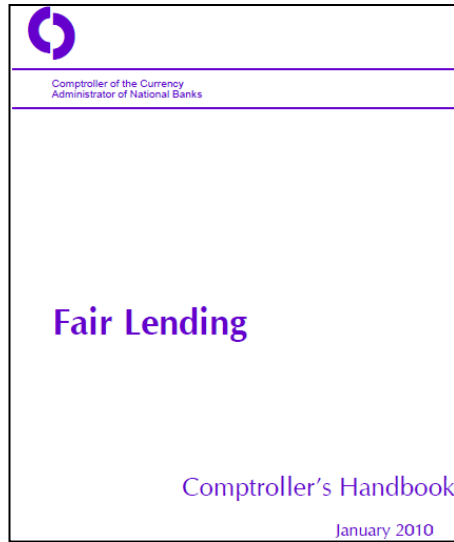 Comptroller of the Currency
Administrator of National Banks
Fair Lending
Comptroller's Handbook
January 2010